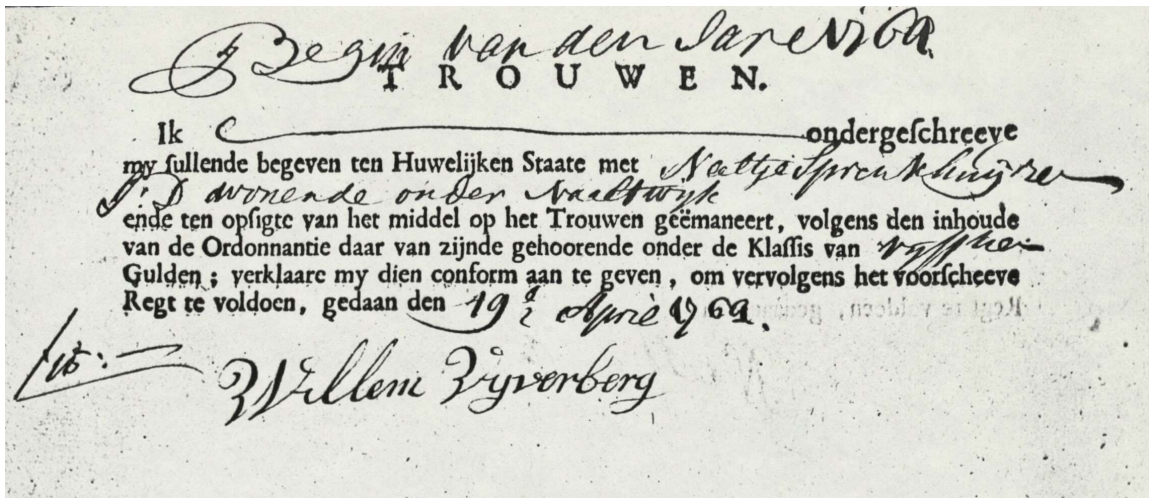 Begin van den Jare 1769
TROUWEN.
Ik ondergeschreeve
my sullende begeven ten Huwelijken Staate met Neeltje Sprenkhuijse
J: D wonende onder Naaltwyk
ende ten opsigte van het middel op het Trouwen geëmaneert, volgens den inhoude
van de Ordonnantie daar van zijnde gehoorende onder de Klassis van vyfthien
Gulden; verklaare my dien conform aan te geven, om vervolgens het voorscheeve
Regt te voldoen, gedaan den 19e April 1769.
f15:—
Willem Vyverberg